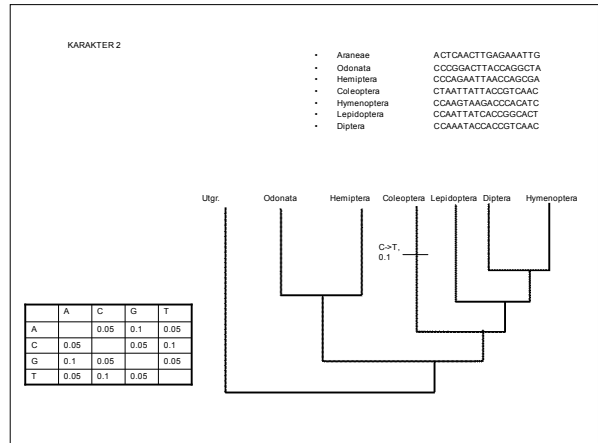 KARAKTER 2
• Araneae ACTCAACTTGAGAAATTG
• Odonata CCCGGACTTACCAGGCTA
• Hemiptera CCCAGAATTAACCAGCGA
• Coleoptera CTAATTATTACCGTCAAC
• Hymenoptera CCAAGTAAGACCCACATC
• Lepidoptera CCAATTATCACCGGCACT
• Diptera CCAAATACCACCGTCAAC
Utgr. Odonata Hemiptera Coleoptera Lepidoptera Diptera Hymenoptera
C->T,
0.1
A C G T
A 0.05 0.1 0.05
C 0.05 0.05 0.1
G 0.1 0.05 0.05
T 0.05 0.1 0.05